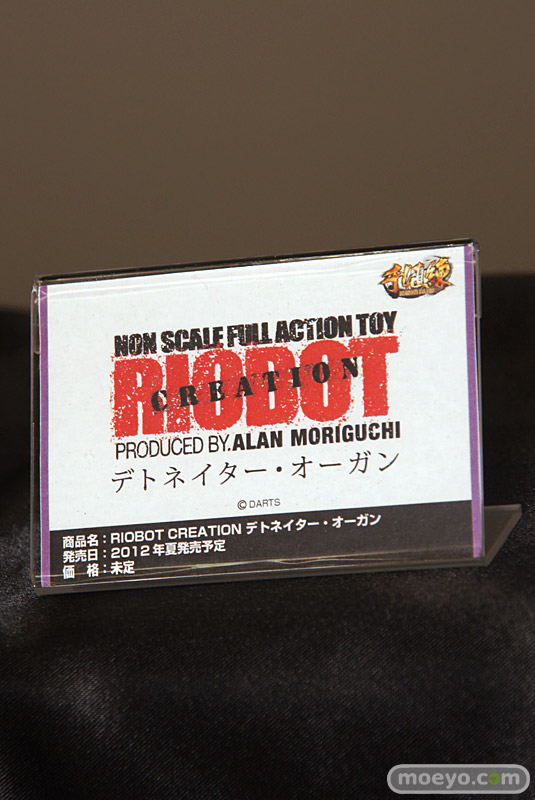 NON SCALE FULL ACTION TOY
RIOBOT
CREATION
PRODUCED BY.ALAN MORIGUCHI
デトネイター・オーガン
© DARTS
商品名：RIOBOT CREATION デトネイター・オーガン
発売日：2012年夏発売予定
価　格：未定
moeyo.com